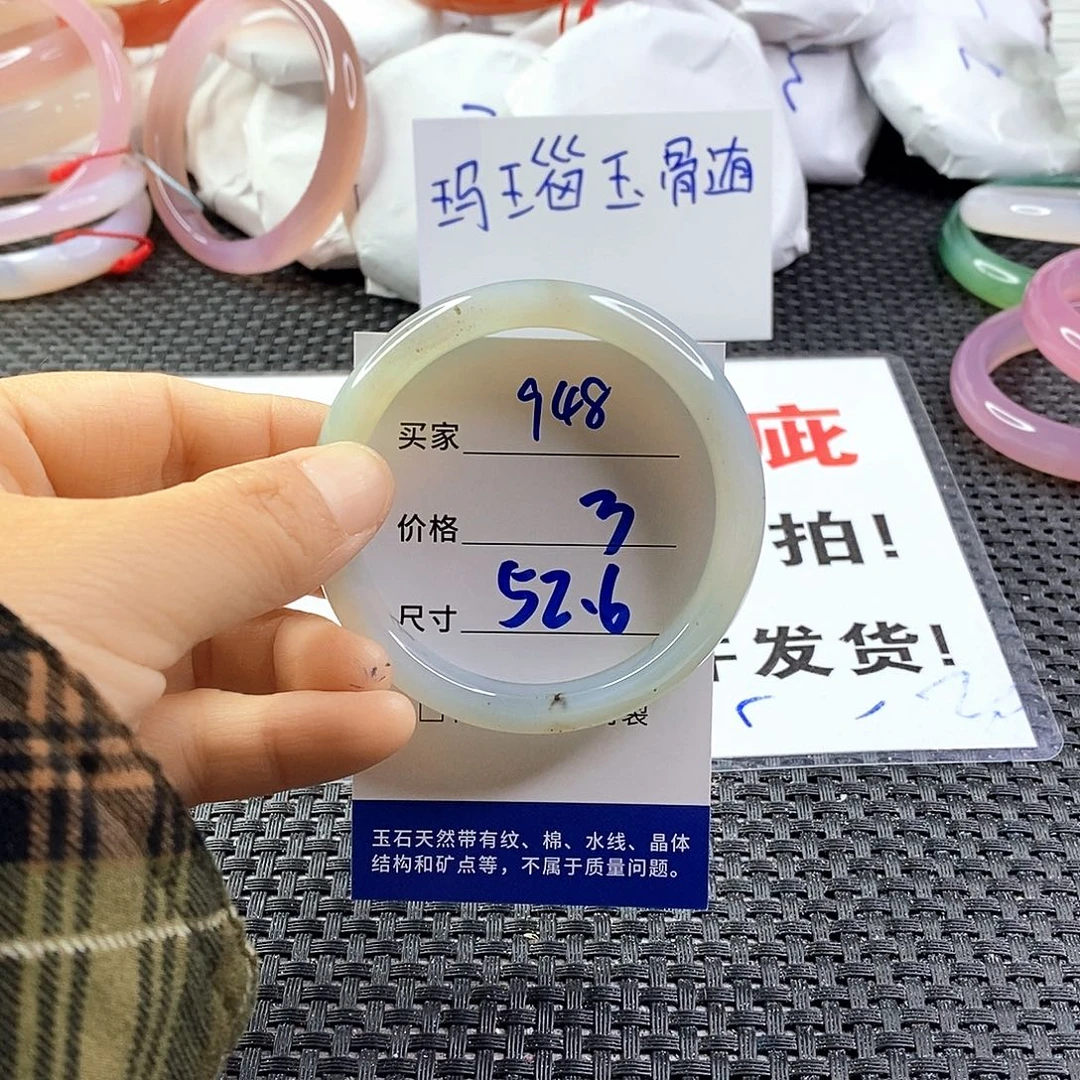 玛瑙玉骨髄
买家 948
价格 3
尺寸 52.6
疵
拍!
发货!
裂
玉石天然带有纹、棉、水线、晶体
结构和矿点等，不属于质量问题。